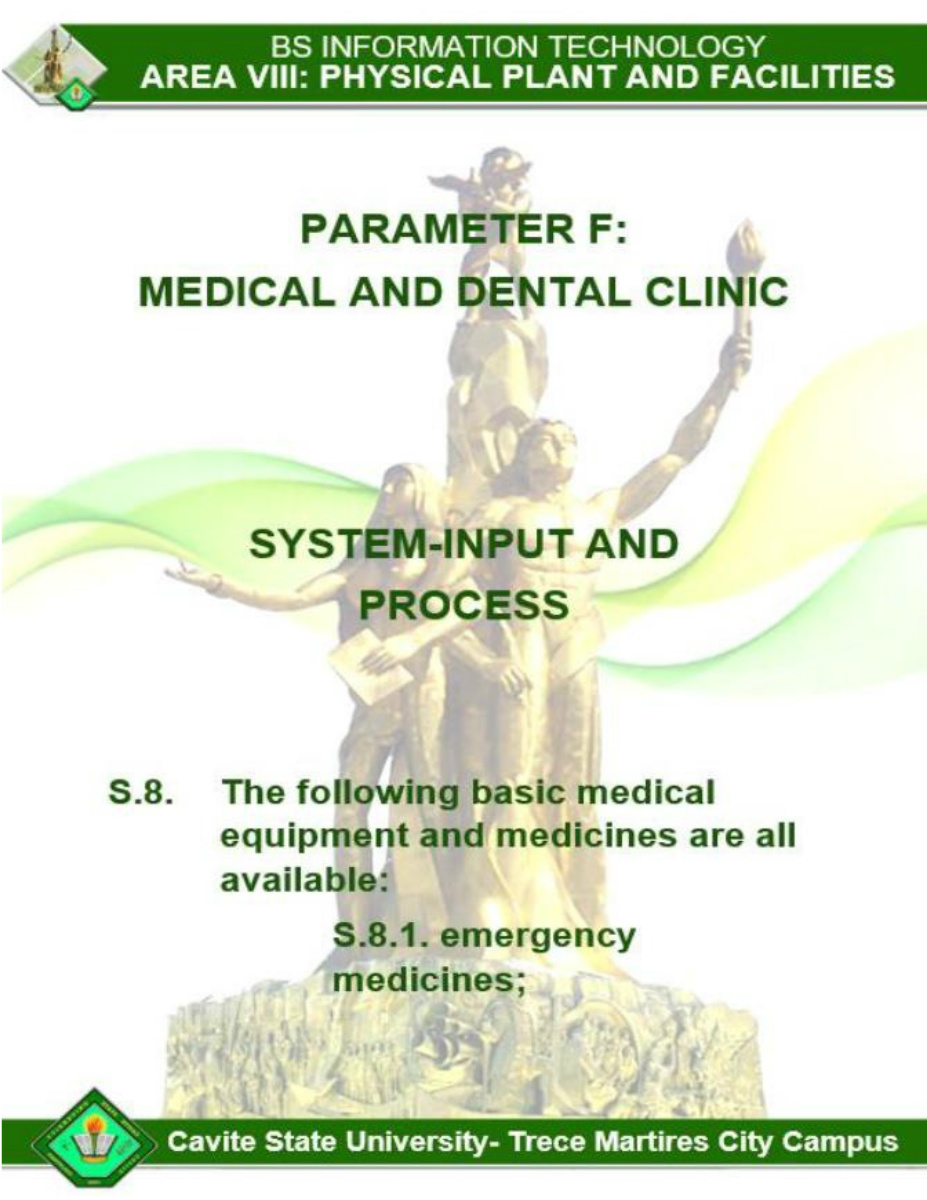 BS INFORMATION TECHNOLOGY
AREA VIII: PHYSICAL PLANT AND FACILITIES
PARAMETER F:
MEDICAL AND DENTAL CLINIC
SYSTEM-INPUT AND
PROCESS
S.8. The following basic medical
equipment and medicines are all
available:
S.8.1. emergency
medicines;
Cavite State University- Trece Martires City Campus